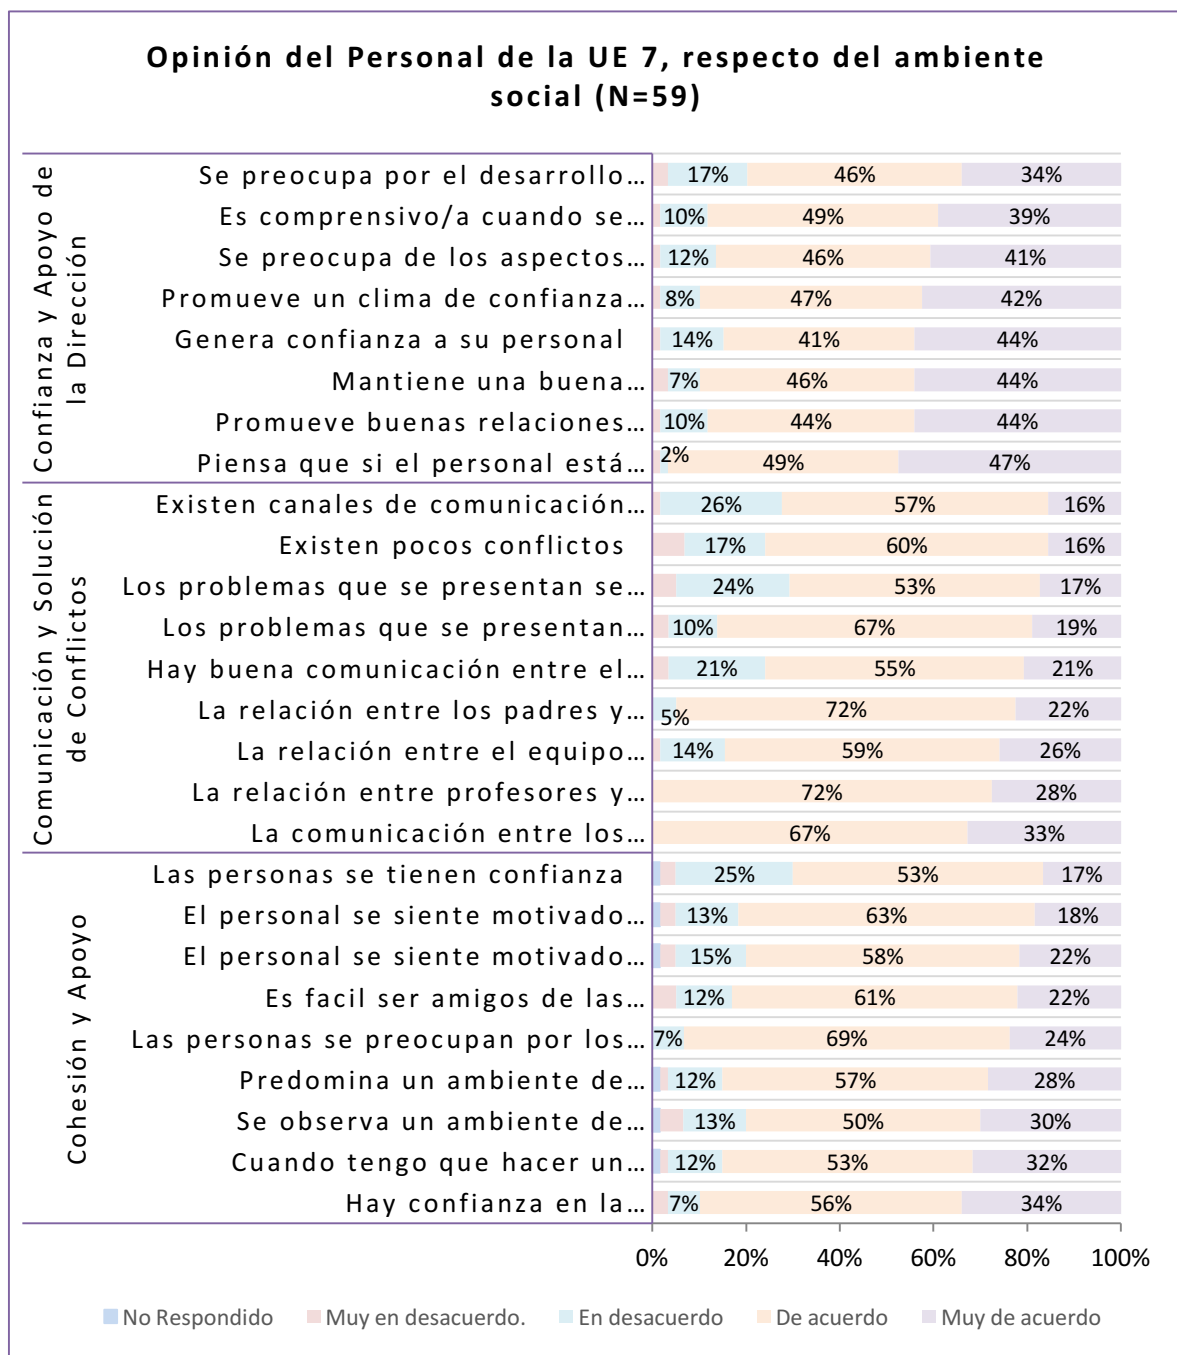 Opinión del Personal de la UE 7, respecto del ambiente
social (N=59)
Confianza y Apoyo de
la Dirección
Se preocupa por el desarrollo… 17% 46% 34%
Es comprensivo/a cuando se… 10% 49% 39%
Se preocupa de los aspectos… 12% 46% 41%
Promueve un clima de confianza… 8% 47% 42%
Genera confianza a su personal 14% 41% 44%
Mantiene una buena… 7% 46% 44%
Promueve buenas relaciones… 10% 44% 44%
Piensa que si el personal está… 2% 49% 47%
Comunicación y Solución
de Conflictos
Existen canales de comunicación… 26% 57% 16%
Existen pocos conflictos 17% 60% 16%
Los problemas que se presentan se… 24% 53% 17%
Los problemas que se presentan… 10% 67% 19%
Hay buena comunicación entre el… 21% 55% 21%
La relación entre los padres y… 5% 72% 22%
La relación entre el equipo… 14% 59% 26%
La relación entre profesores y… 72% 28%
La comunicación entre los… 67% 33%
Cohesión y Apoyo
Las personas se tienen confianza 25% 53% 17%
El personal se siente motivado… 13% 63% 18%
El personal se siente motivado… 15% 58% 22%
Es facil ser amigos de las… 12% 61% 22%
Las personas se preocupan por los… 7% 69% 24%
Predomina un ambiente de… 12% 57% 28%
Se observa un ambiente de… 13% 50% 30%
Cuando tengo que hacer un… 12% 53% 32%
Hay confianza en la… 7% 56% 34%
0% 20% 40% 60% 80% 100%
No Respondido Muy en desacuerdo. En desacuerdo De acuerdo Muy de acuerdo